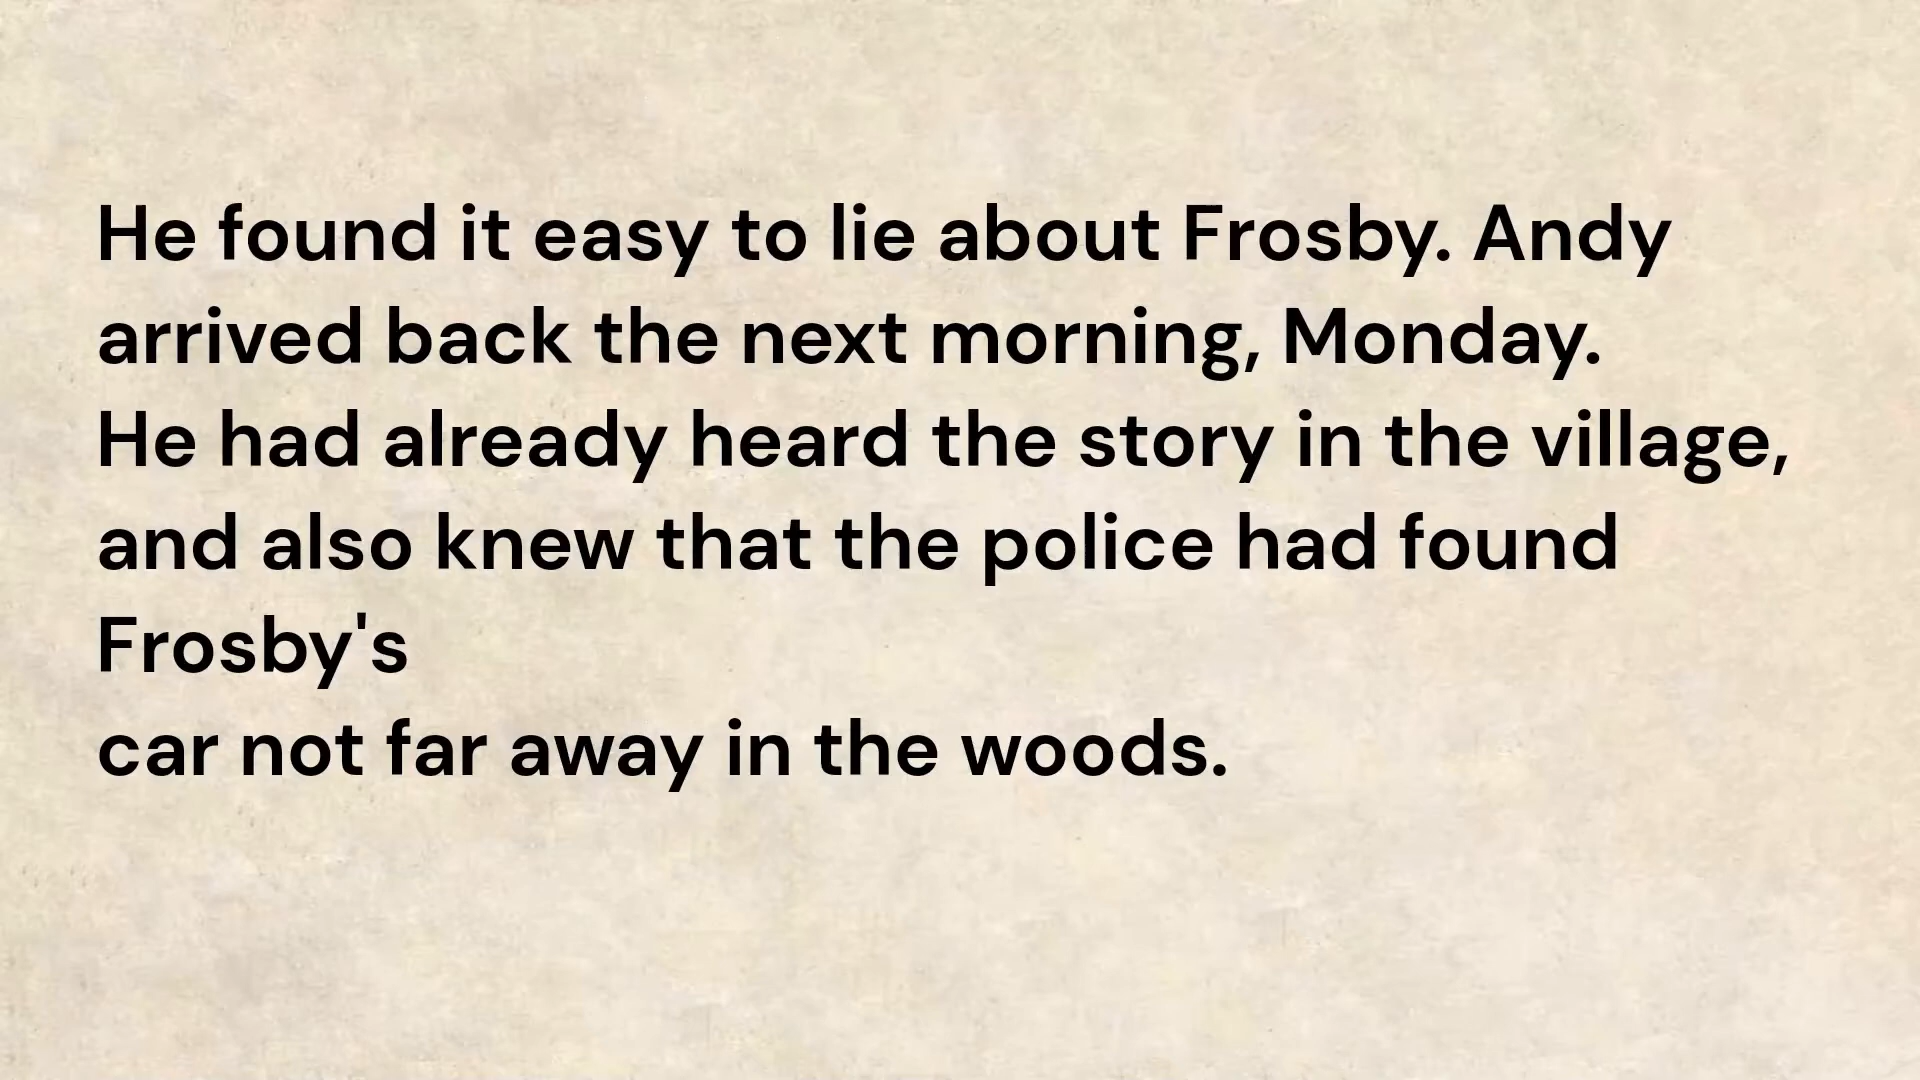 He found it easy to lie about Frosby. Andy
arrived back the next morning, Monday.
He had already heard the story in the village,
and also knew that the police had found
Frosby's
car not far away in the woods.